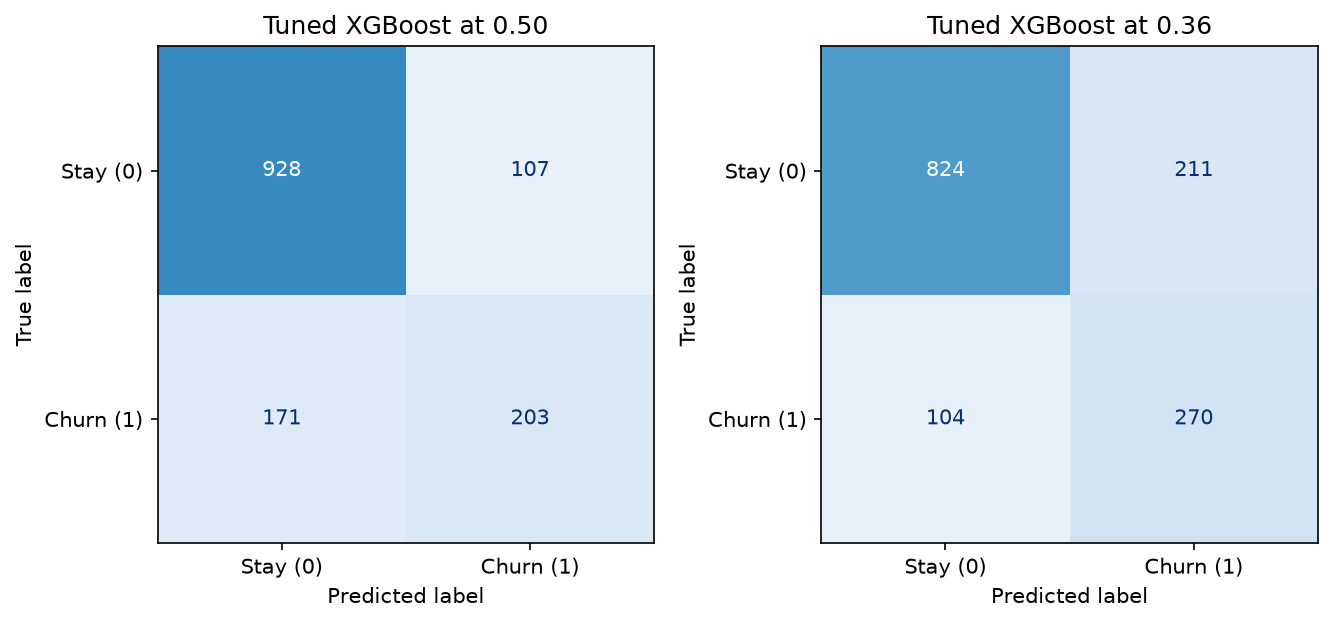 Tuned XGBoost at 0.50
True label
Stay (0)
928
107
Churn (1)
171
203
Stay (0)
Churn (1)
Predicted label
Tuned XGBoost at 0.36
True label
Stay (0)
824
211
Churn (1)
104
270
Stay (0)
Churn (1)
Predicted label